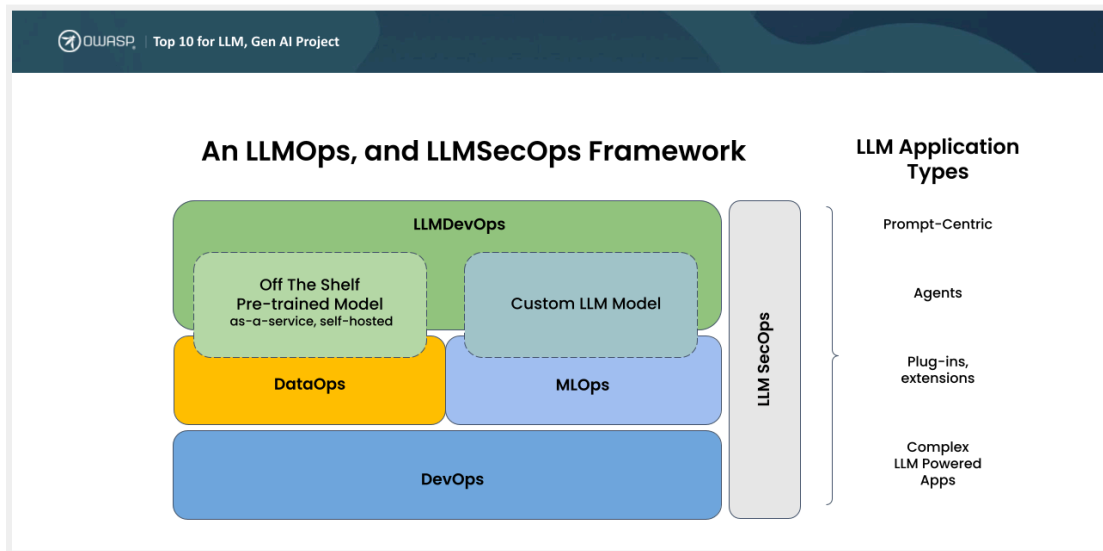 OWASP
Top 10 for LLM, Gen AI Project
An LLMOps, and LLMSecOps Framework
LLMDevOps
Off The Shelf
Pre-trained Model
as-a-service, self-hosted
Custom LLM Model
DataOps
MLOps
DevOps
LLM SecOps
LLM Application
Types
Prompt-Centric
Agents
Plug-ins,
extensions
Complex
LLM Powered
Apps